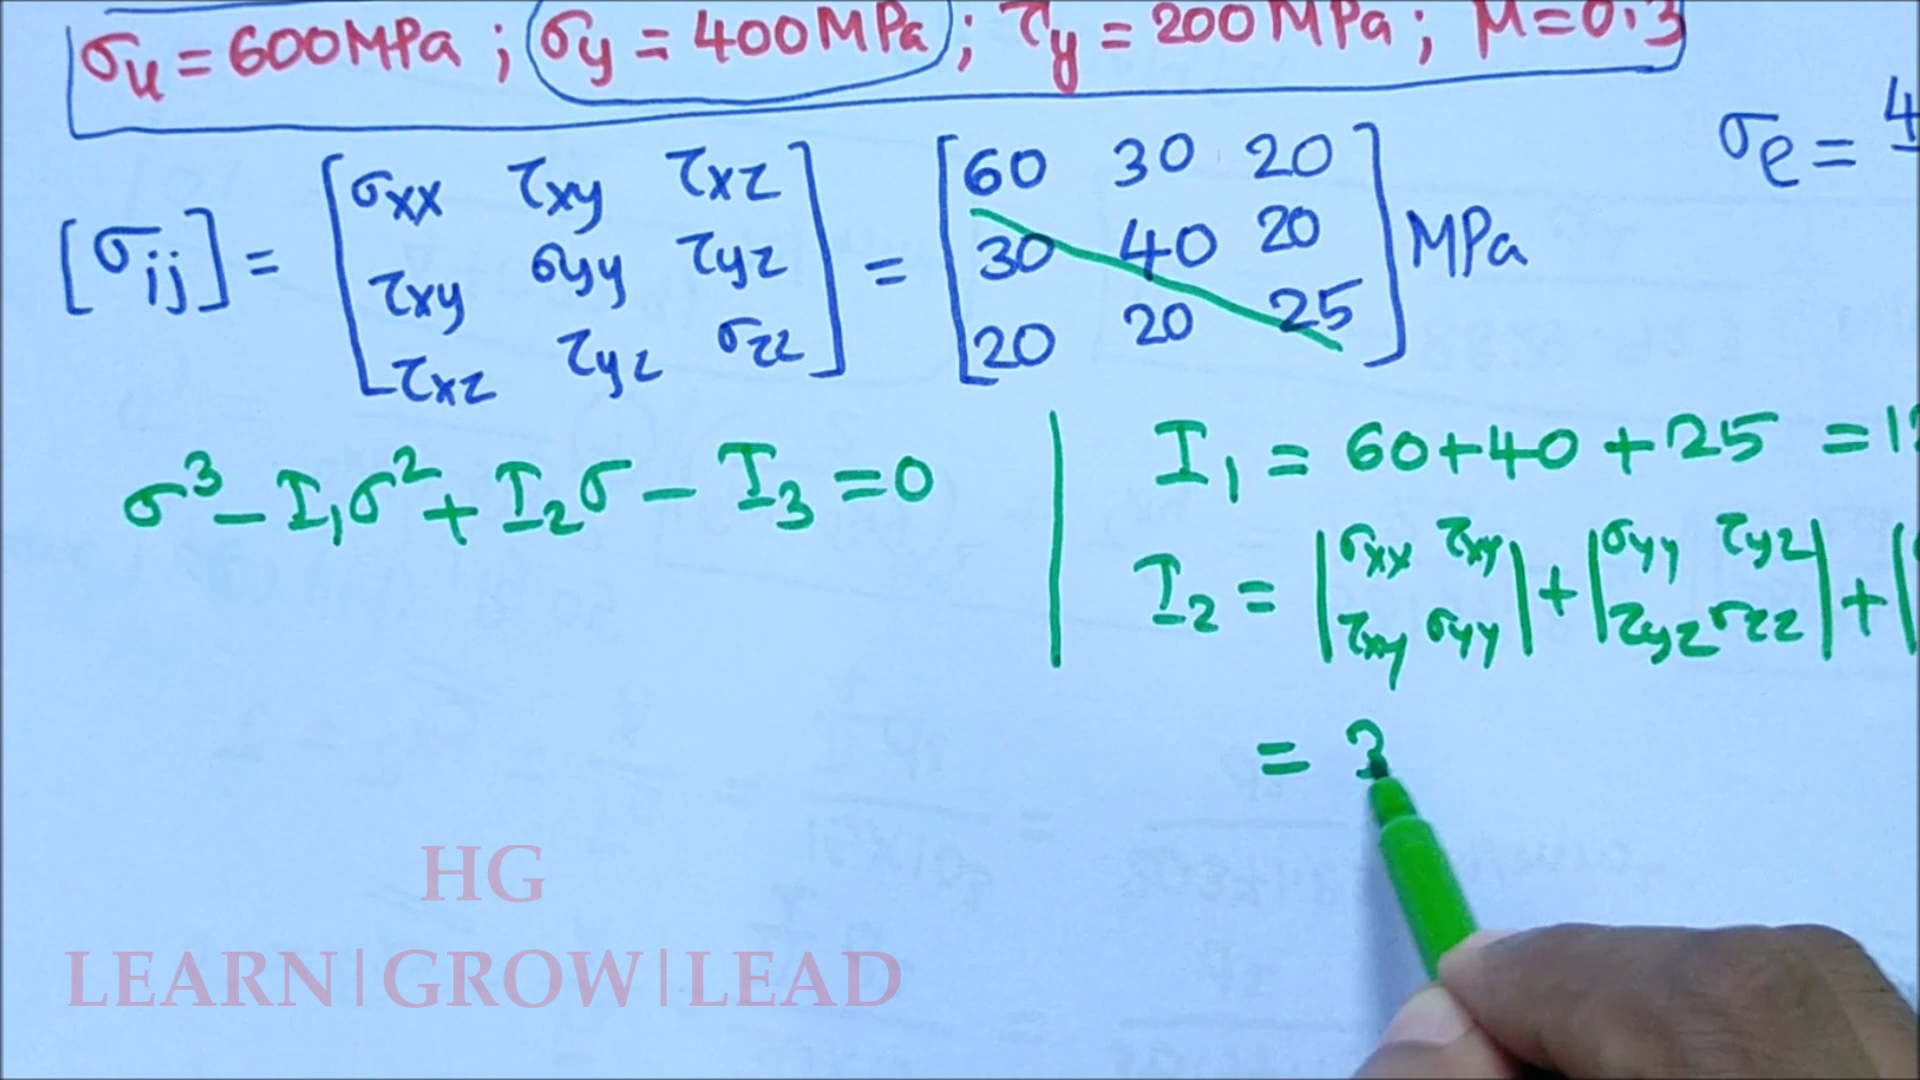 σu = 600MPa ; σy = 400MPa ; τy = 200MPa ; μ = 0.3
σe =
[σij] = [σxx τxy τxz] = [60 30 20] MPa
[τxy σyy τyz] [30 40 20]
[τxz τyz σzz] [20 20 25]
σ³ - I₁σ² + I₂σ - I₃ = 0
I₁ = 60+40+25 =
I₂ = |σxx τxy| + |σyy τyz| + |
|τxy σyy| |τyz σzz|
=
HG
LEARN|GROW|LEAD